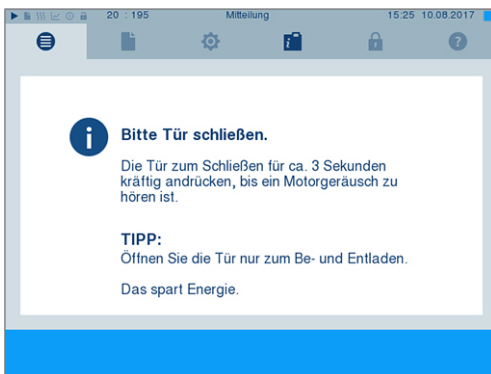 20 : 195 Mitteilung 15:25 10.08.2017
Bitte Tür schließen.
Die Tür zum Schließen für ca. 3 Sekunden
kräftig andrücken, bis ein Motorgeräusch zu
hören ist.
TIPP:
Öffnen Sie die Tür nur zum Be- und Entladen.
Das spart Energie.